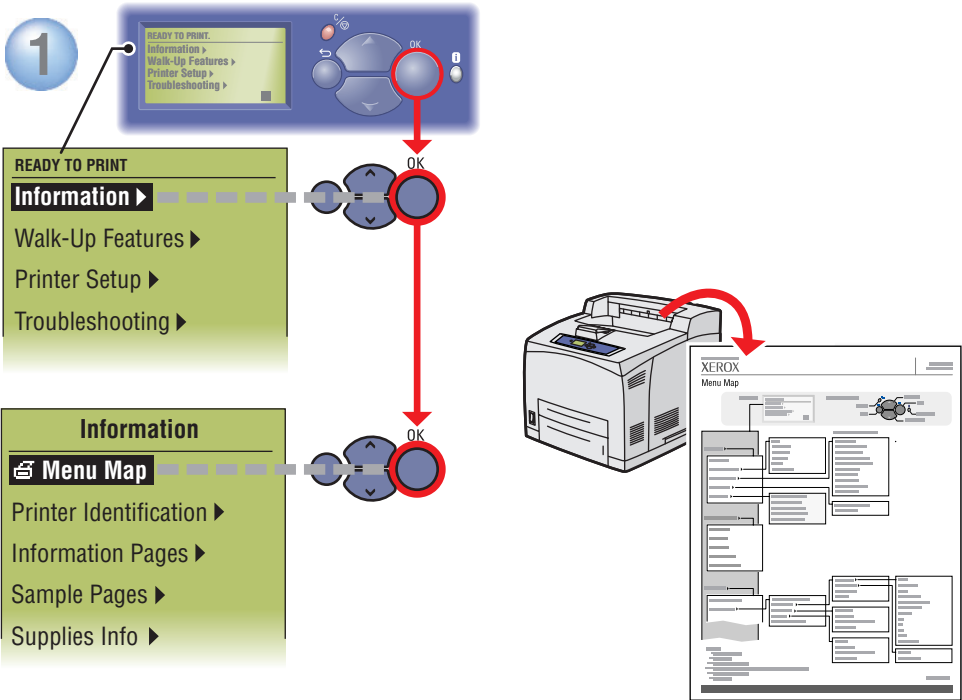 1
READY TO PRINT.
Information
Walk-Up Features
Printer Setup
Troubleshooting
C/
OK
i
READY TO PRINT
Information
OK
Walk-Up Features
Printer Setup
Troubleshooting
Information
OK
Menu Map
Printer Identification
Information Pages
Sample Pages
Supplies Info
XEROX
Menu Map